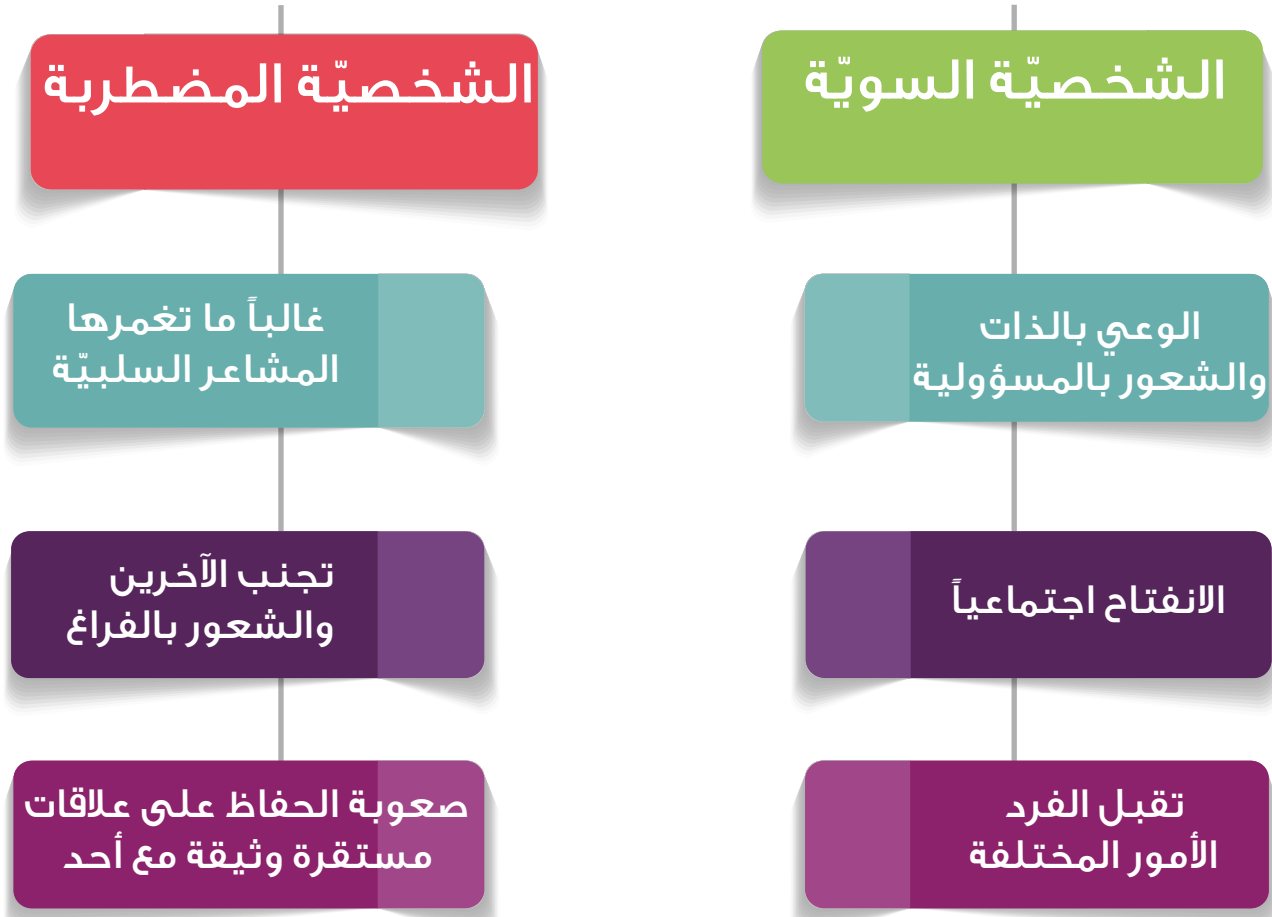 الشخصيّة السويّة
الوعي بالذات
والشعور بالمسؤولية
الانفتاح اجتماعياً
تقبل الفرد
الأمور المختلفة
الشخصيّة المضطربة
غالباً ما تغمرها
المشاعر السلبيّة
تجنب الآخرين
والشعور بالفراغ
صعوبة الحفاظ على علاقات
مستقرة وثيقة مع أحد